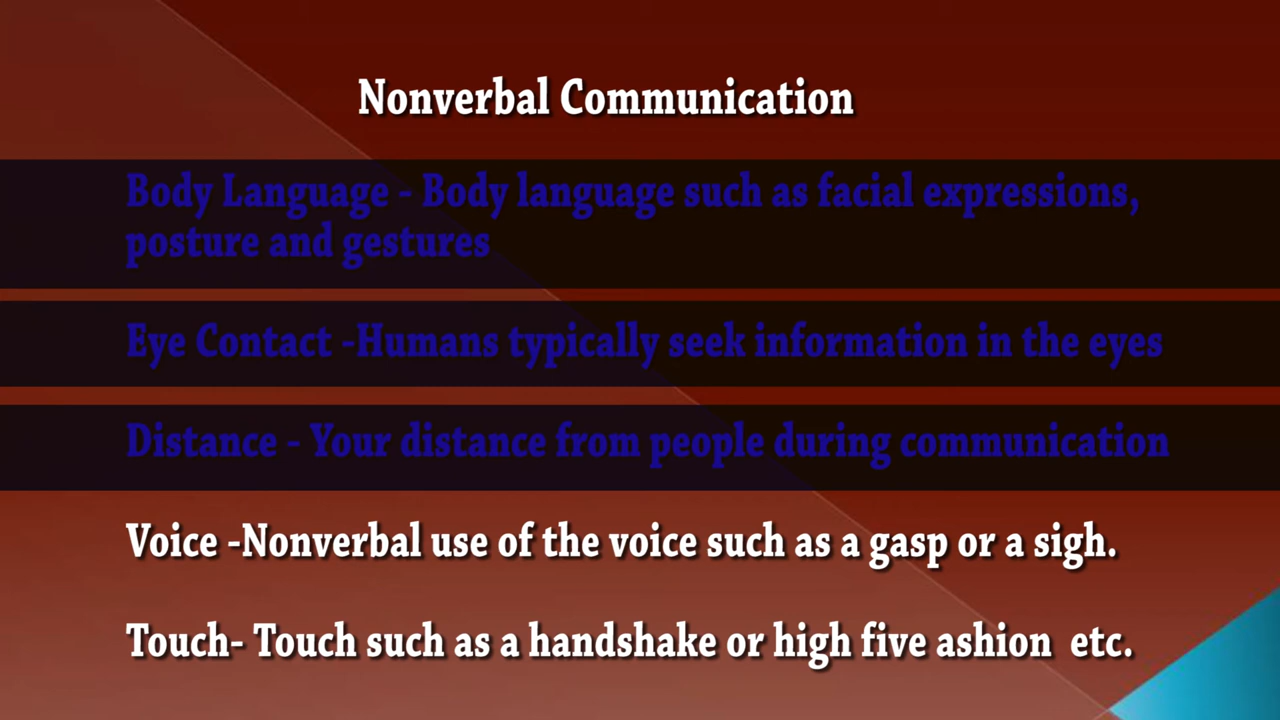 Nonverbal Communication
Body Language - Body language such as facial expressions,
posture and gestures
Eye Contact -Humans typically seek information in the eyes
Distance - Your distance from people during communication
Voice -Nonverbal use of the voice such as a gasp or a sigh.
Touch- Touch such as a handshake or high five ashion etc.